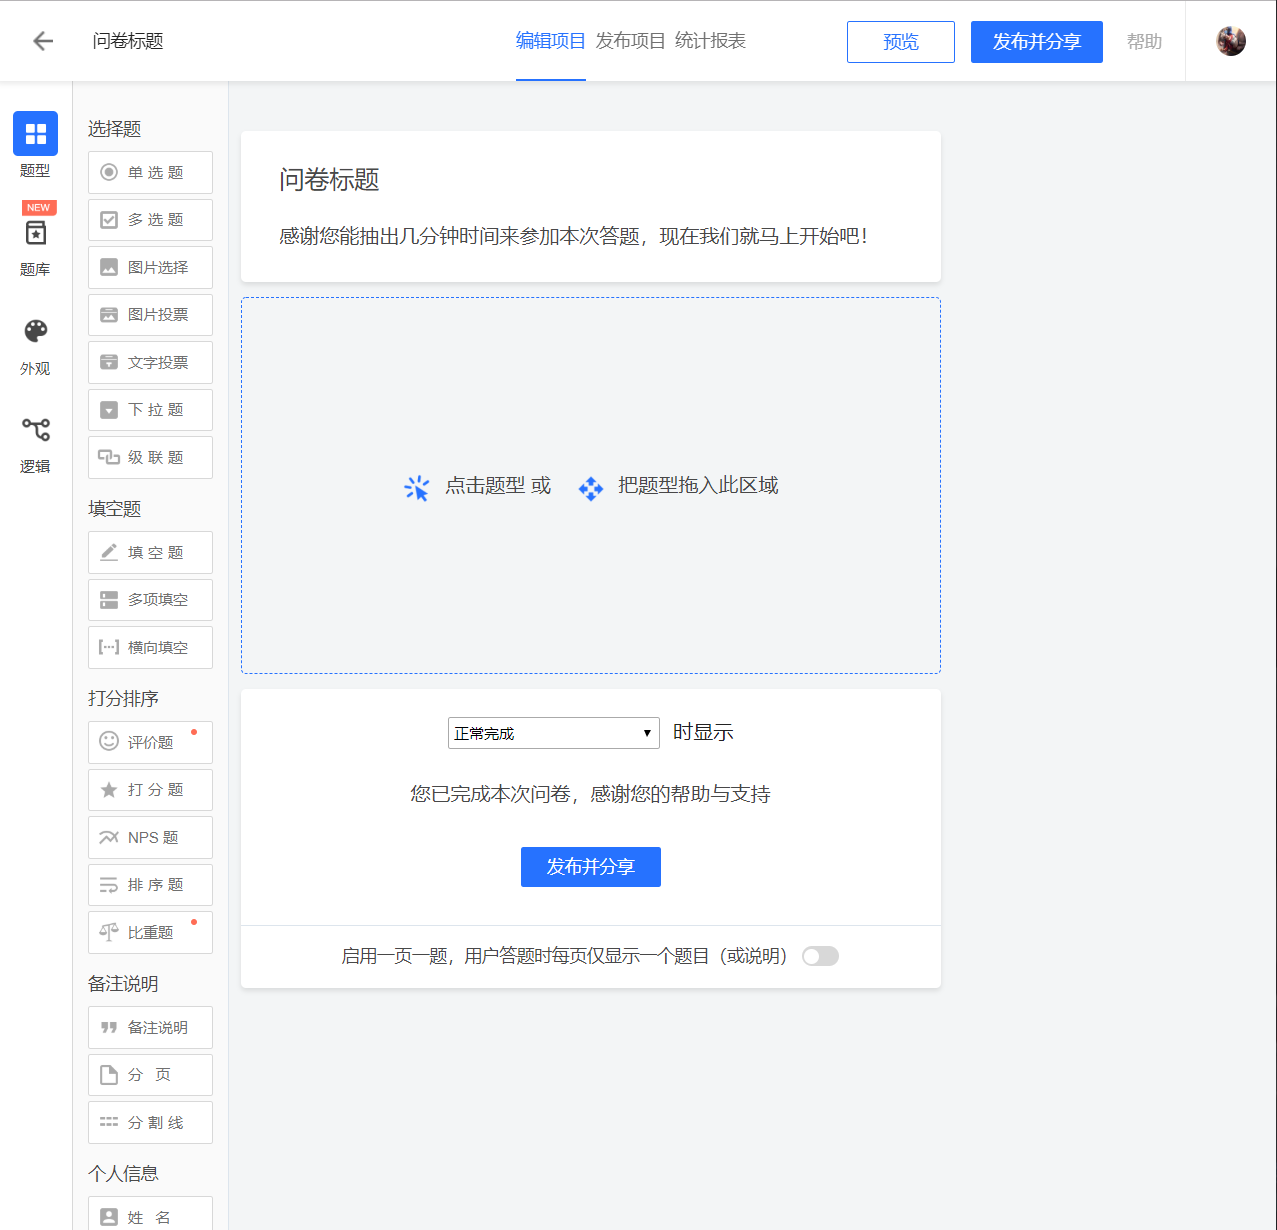 问卷标题
编辑项目 发布项目 统计报表
预览
发布并分享
帮助
题型
NEW
题库
外观
逻辑
选择题
单 选 题
多 选 题
图片选择
图片投票
文字投票
下 拉 题
级 联 题
填空题
填 空 题
多项填空
横向填空
打分排序
评价题
打 分 题
NPS 题
排 序 题
比重题
备注说明
备注说明
分 页
分 割 线
个人信息
姓 名
问卷标题
感谢您能抽出几分钟时间来参加本次答题，现在我们就马上开始吧！
点击题型 或 把题型拖入此区域
正常完成 时显示
您已完成本次问卷，感谢您的帮助与支持
发布并分享
启用一页一题，用户答题时每页仅显示一个题目（或说明）